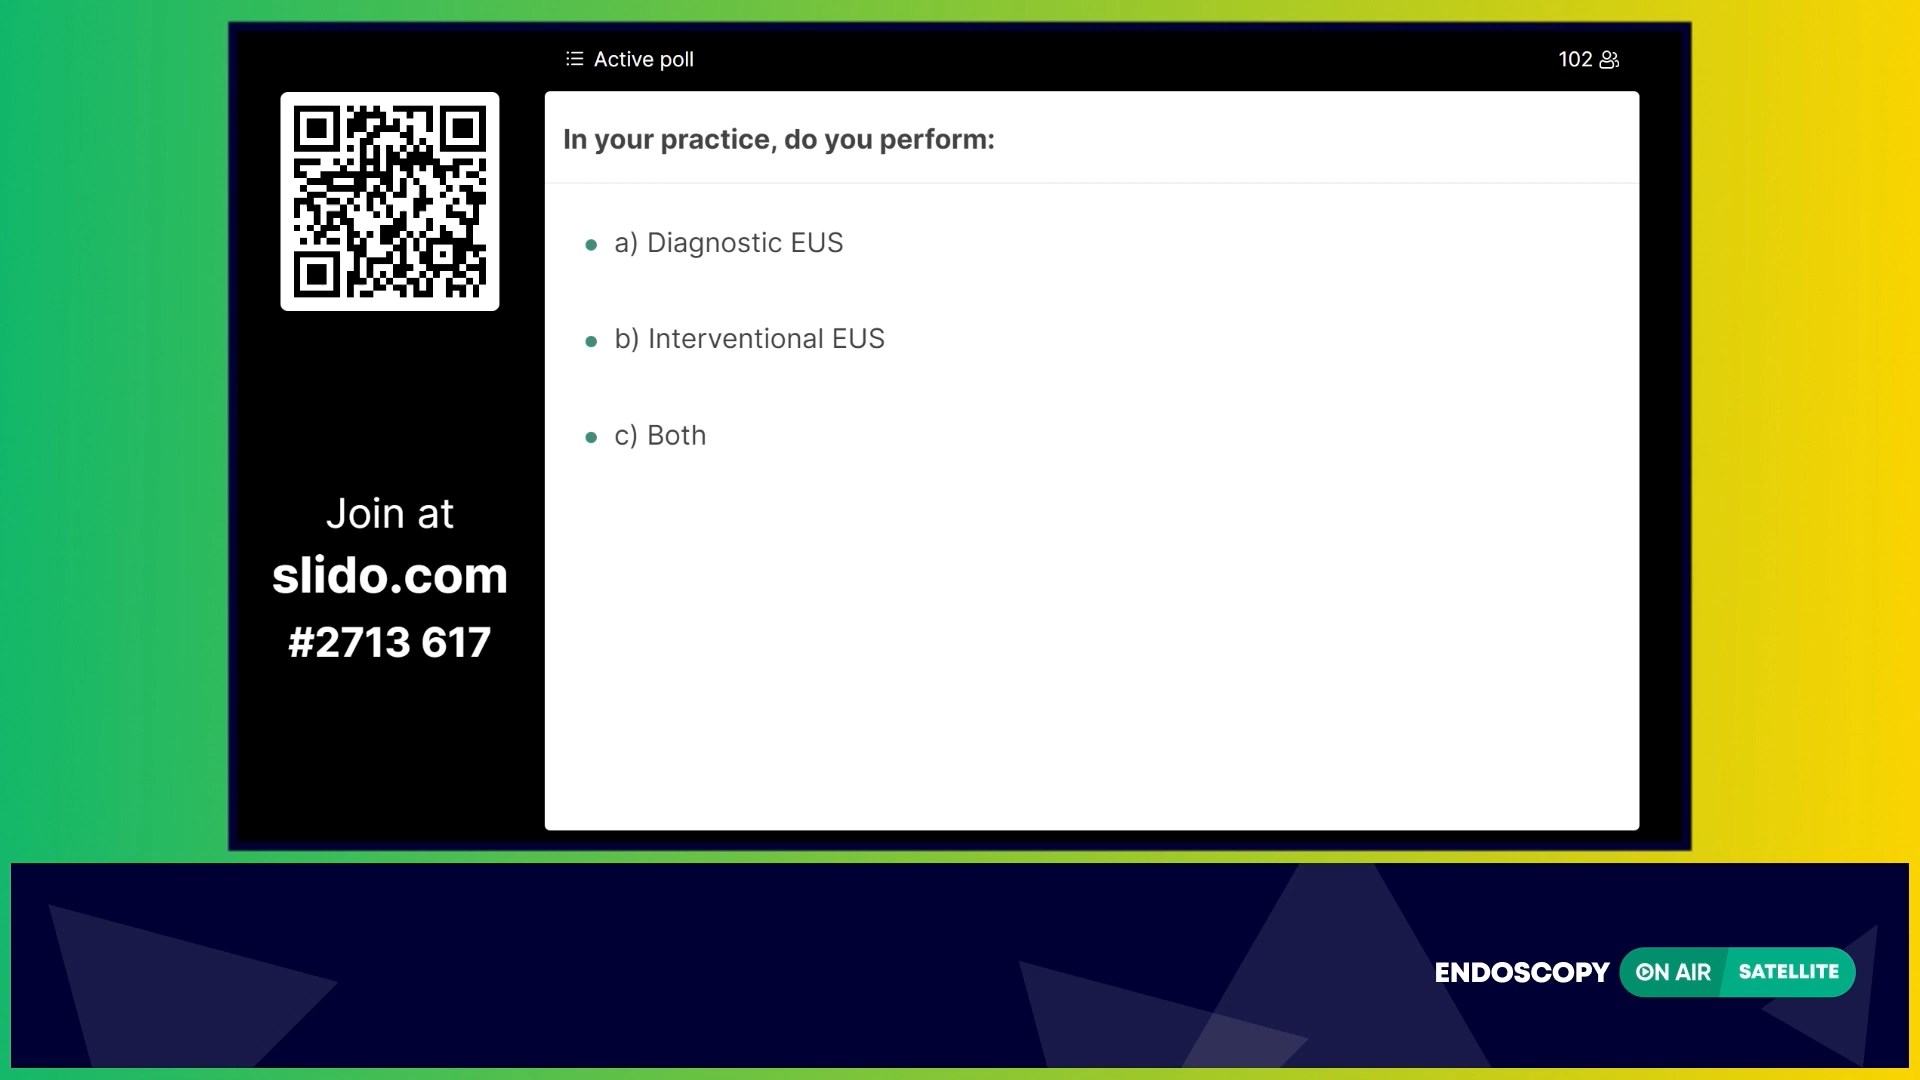 Active poll
102
In your practice, do you perform:
a) Diagnostic EUS
b) Interventional EUS
c) Both
Join at
slido.com
#2713 617
ENDOSCOPY ON AIR SATELLITE